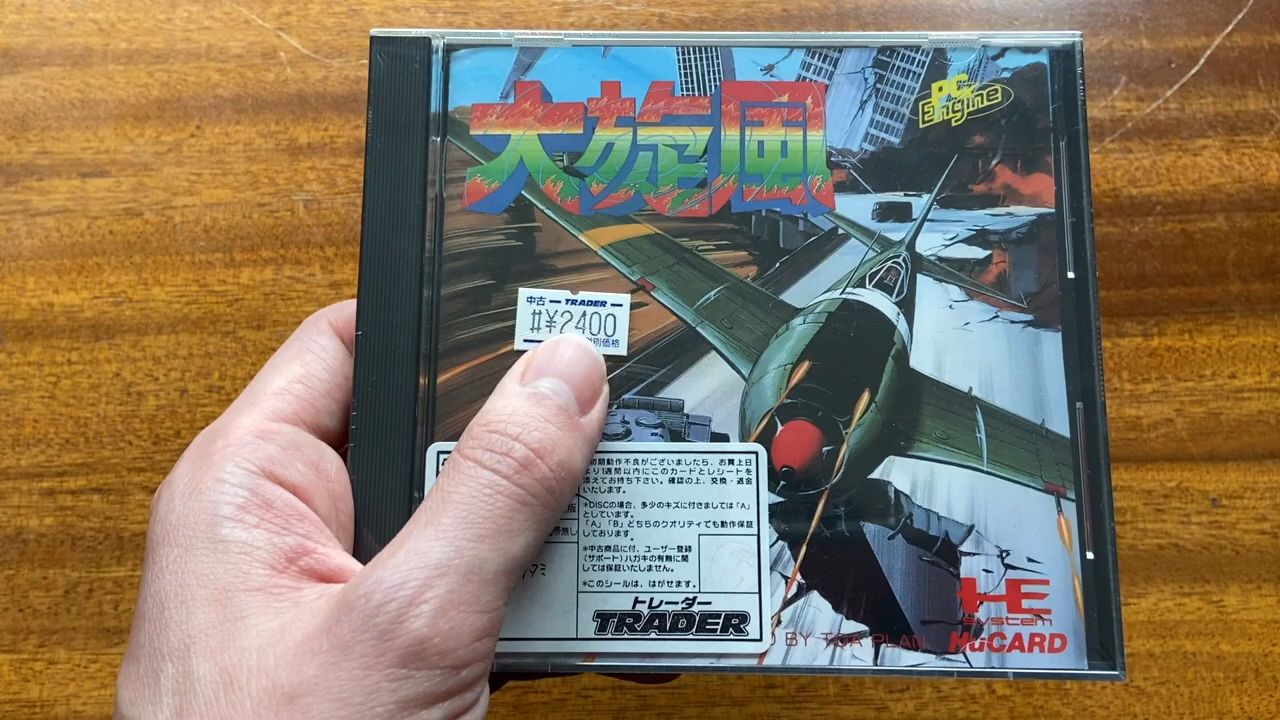 大旋風
PC Engine
中古 TRADER
#¥2400
別価格
初期動作不良がございましたら、お買上日
より1週間以内にこのカードとレシートを
添えてお持ち下さい。確認の上、交換・返金
いたします。
*DISCの場合、多少のキズに付きましては「A」
としています。
「A」「B」どちらのクオリティでも動作保証
しております。
*中古商品に付、ユーザー登録
(サポート)ハガキの有無に関
しては保証いたしません。
*このシールは、はがせます。
トレーダー
TRADER
BY TOA PLAN
HE
system
HuCARD